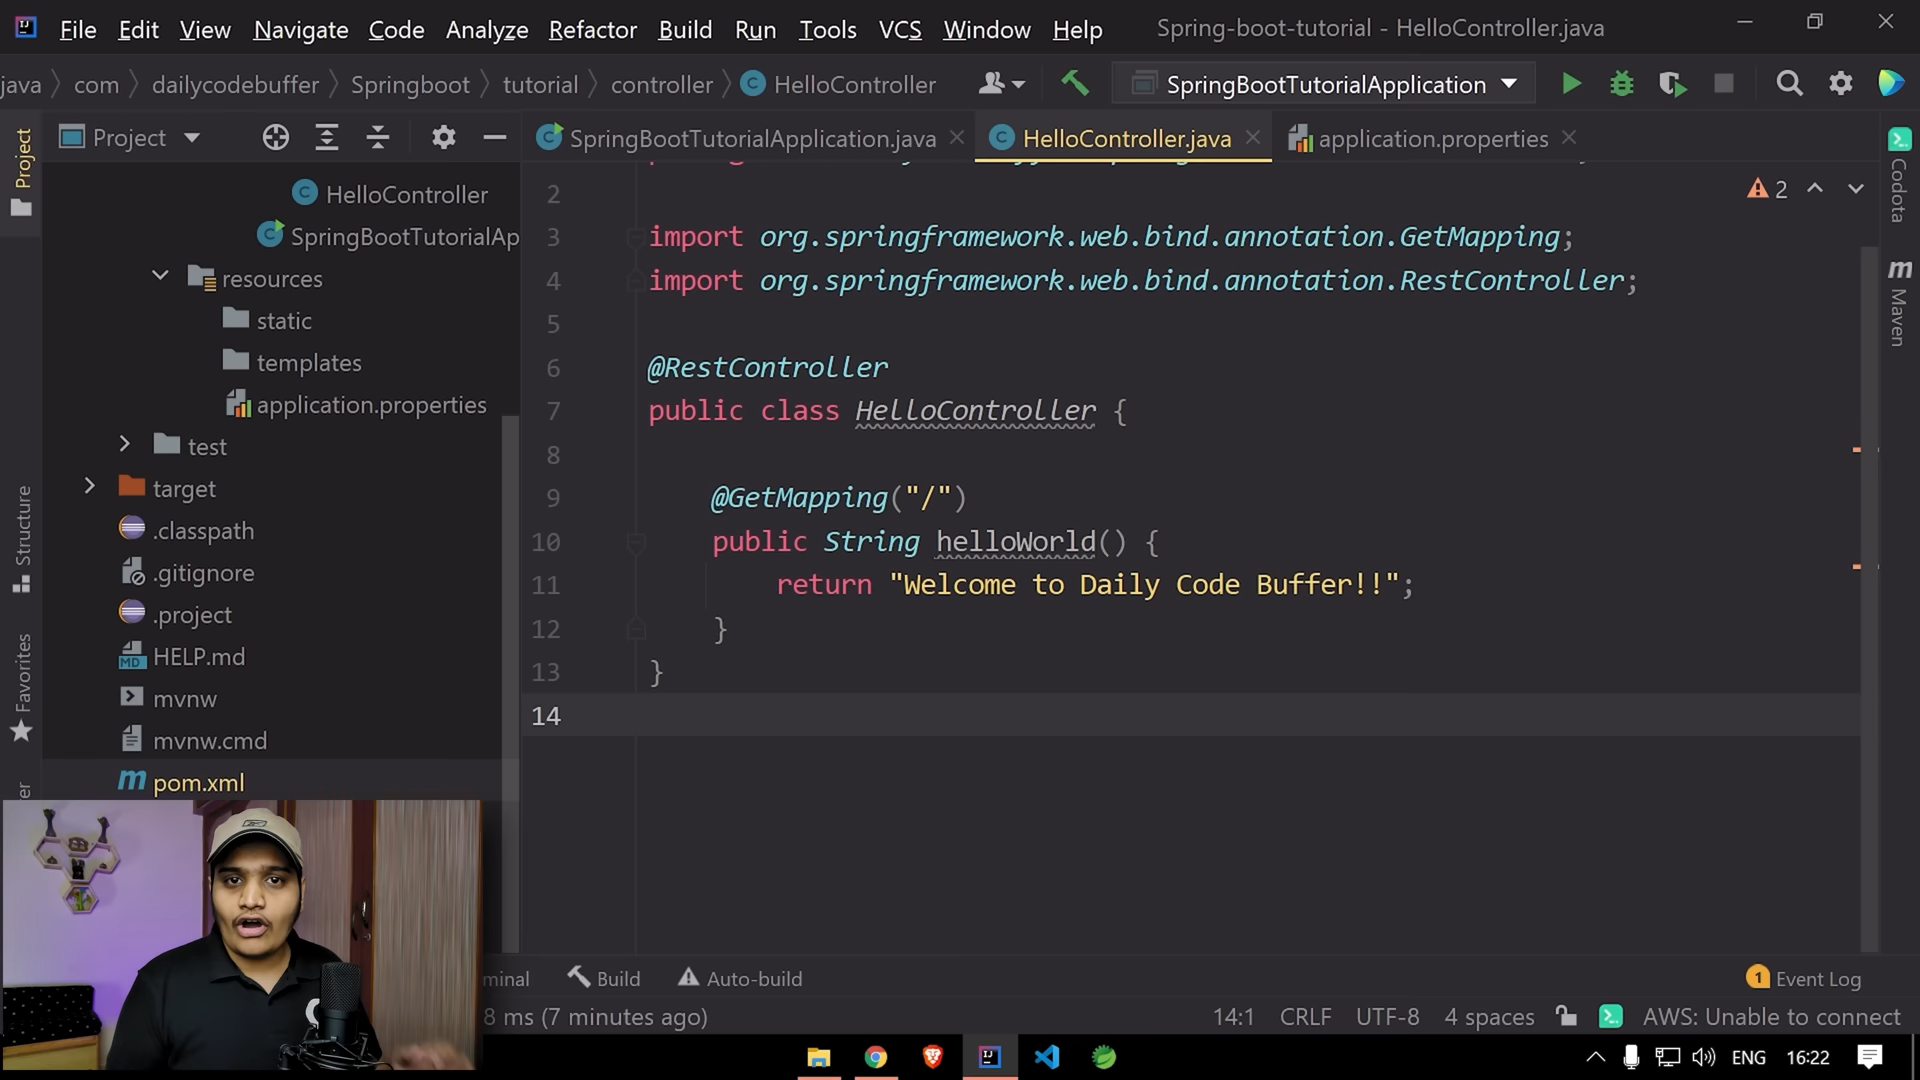 File Edit View Navigate Code Analyze Refactor Build Run Tools VCS Window Help Spring-boot-tutorial - HelloController.java
java com dailycodebuffer Springboot tutorial controller HelloController SpringBootTutorialApplication
Project SpringBootTutorialApplication.java HelloController.java application.properties
Project
Structure
Favorites
HelloController
SpringBootTutorialAp
resources
static
templates
application.properties
test
target
.classpath
.gitignore
.project
HELP.md
mvnw
mvnw.cmd
pom.xml
2
3 import org.springframework.web.bind.annotation.GetMapping;
4 import org.springframework.web.bind.annotation.RestController;
5
6 @RestController
7 public class HelloController {
8
9 @GetMapping("/")
10 public String helloWorld() {
11 return "Welcome to Daily Code Buffer!!";
12 }
13 }
14
2
Codota
Maven
minal Build Auto-build 1 Event Log
8 ms (7 minutes ago) 14:1 CRLF UTF-8 4 spaces AWS: Unable to connect
ENG 16:22